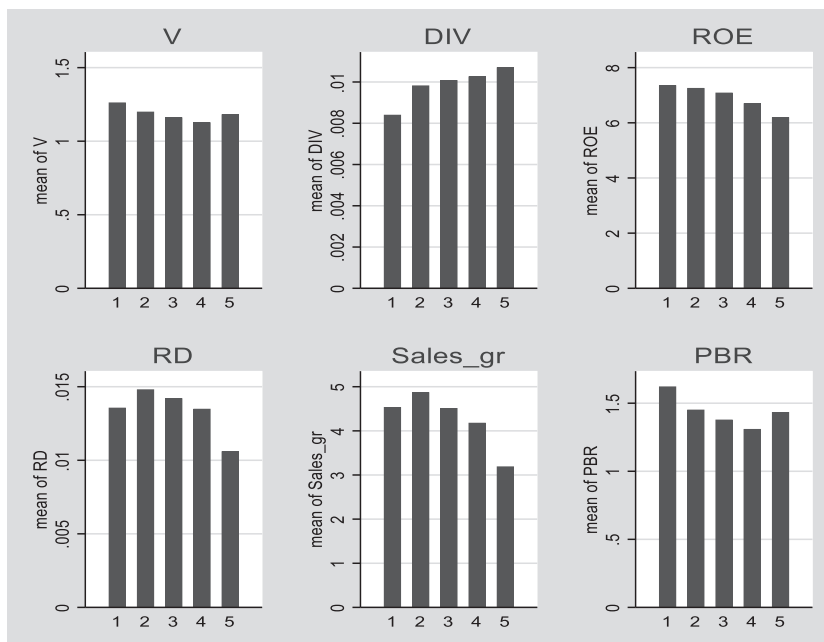 V
mean of V
0 .5 1 1.5
1 2 3 4 5
DIV
mean of DIV
0 .002 .004 .006 .008 .01
1 2 3 4 5
ROE
mean of ROE
0 2 4 6 8
1 2 3 4 5
RD
mean of RD
0 .005 .01 .015
1 2 3 4 5
Sales_gr
mean of Sales_gr
0 1 2 3 4 5
1 2 3 4 5
PBR
mean of PBR
0 .5 1 1.5
1 2 3 4 5